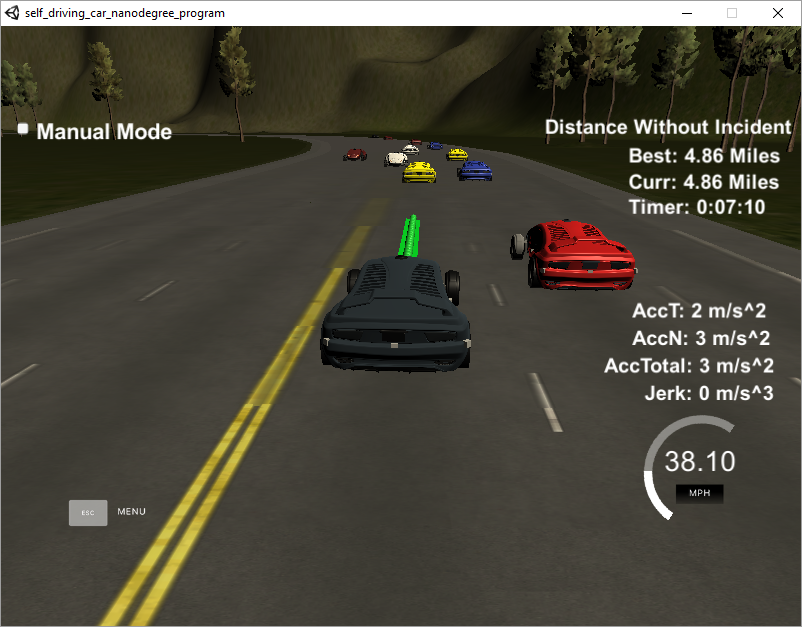 self_driving_car_nanodegree_program
Manual Mode
Distance Without Incident
Best: 4.86 Miles
Curr: 4.86 Miles
Timer: 0:07:10
AccT: 2 m/s^2
AccN: 3 m/s^2
AccTotal: 3 m/s^2
Jerk: 0 m/s^3
38.10
MPH
ESC MENU